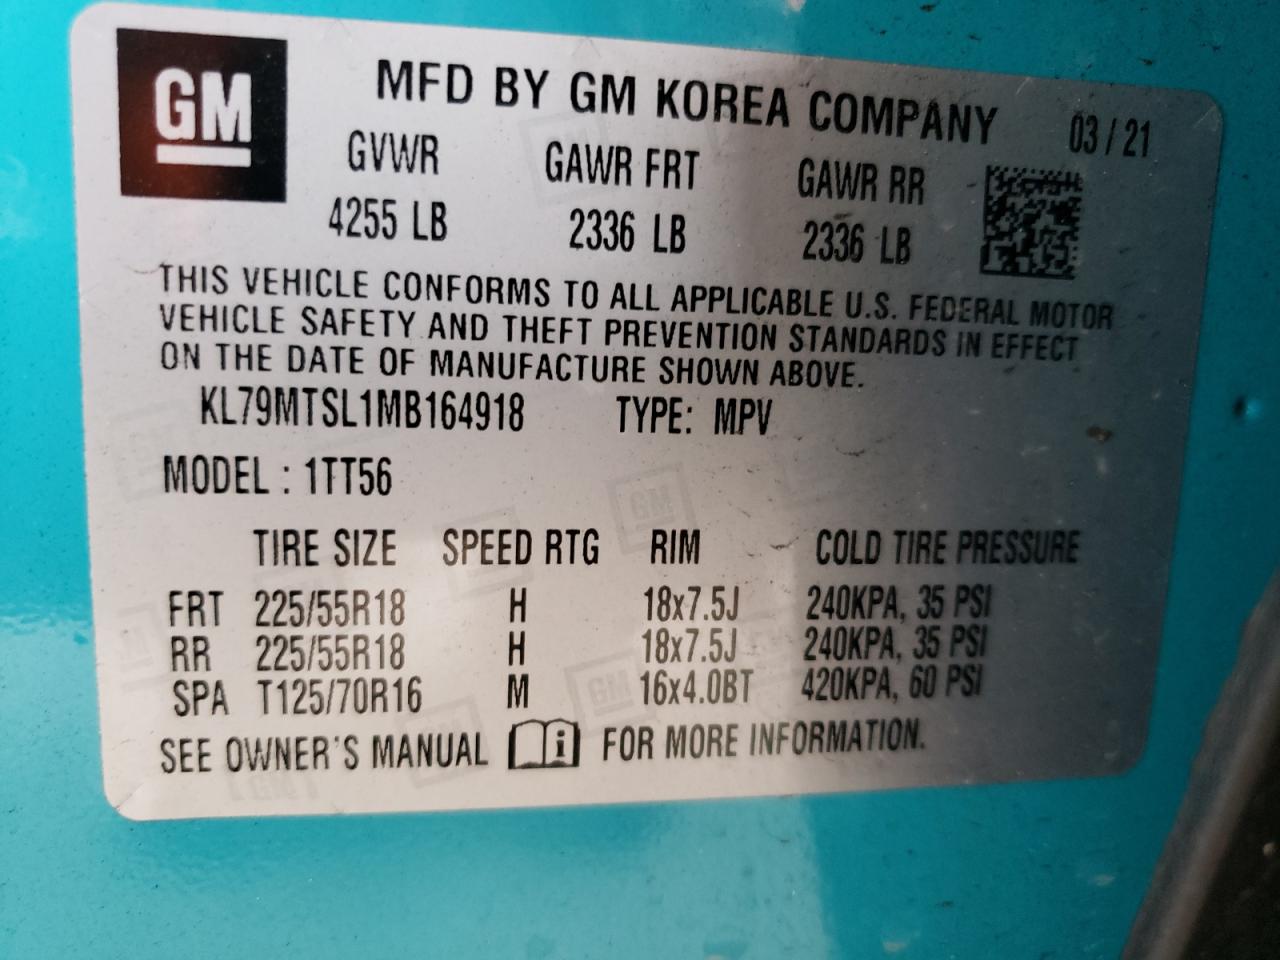 GM
MFD BY GM KOREA COMPANY 03/21
GVWR GAWR FRT GAWR RR
4255 LB 2336 LB 2336 LB
THIS VEHICLE CONFORMS TO ALL APPLICABLE U.S. FEDERAL MOTOR
VEHICLE SAFETY AND THEFT PREVENTION STANDARDS IN EFFECT
ON THE DATE OF MANUFACTURE SHOWN ABOVE.
KL79MTSL1MB164918 TYPE: MPV
MODEL : 1TT56
TIRE SIZE SPEED RTG RIM COLD TIRE PRESSURE
FRT 225/55R18 H 18x7.5J 240KPA, 35 PSI
RR 225/55R18 H 18x7.5J 240KPA, 35 PSI
SPA T125/70R16 M 16x4.0BT 420KPA, 60 PSI
SEE OWNER'S MANUAL i FOR MORE INFORMATION.